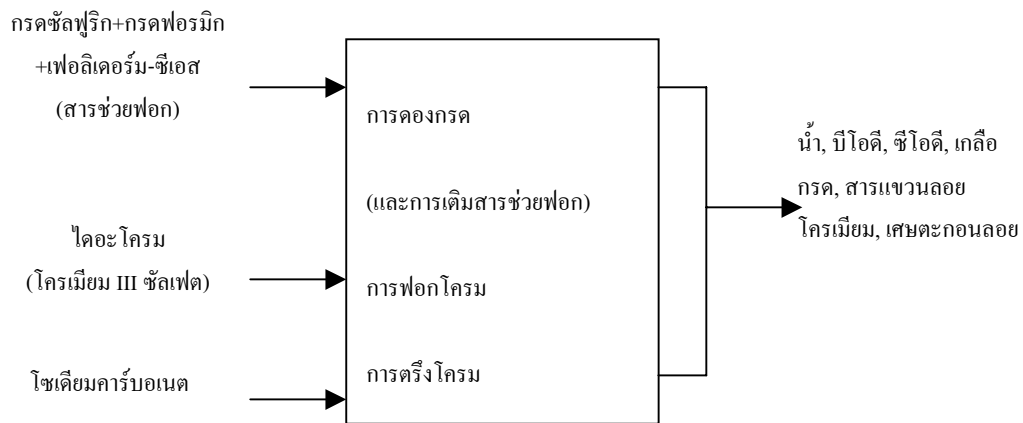 กรดซัลฟูริก+กรดฟอรมิก
+เฟอลิเดอร์ม-ซีเอส
(สารช่วยฟอก)
ไดอะโครม
(โครเมียม III ซัลเฟต)
โซเดียมคาร์บอเนต
การดองกรด
(และการเติมสารช่วยฟอก)
การฟอกโครม
การตรึงโครม
น้ำ, บีโอดี, ซีโอดี, เกลือ
กรด, สารแขวนลอย
โครเมียม, เศษตะกอนลอย